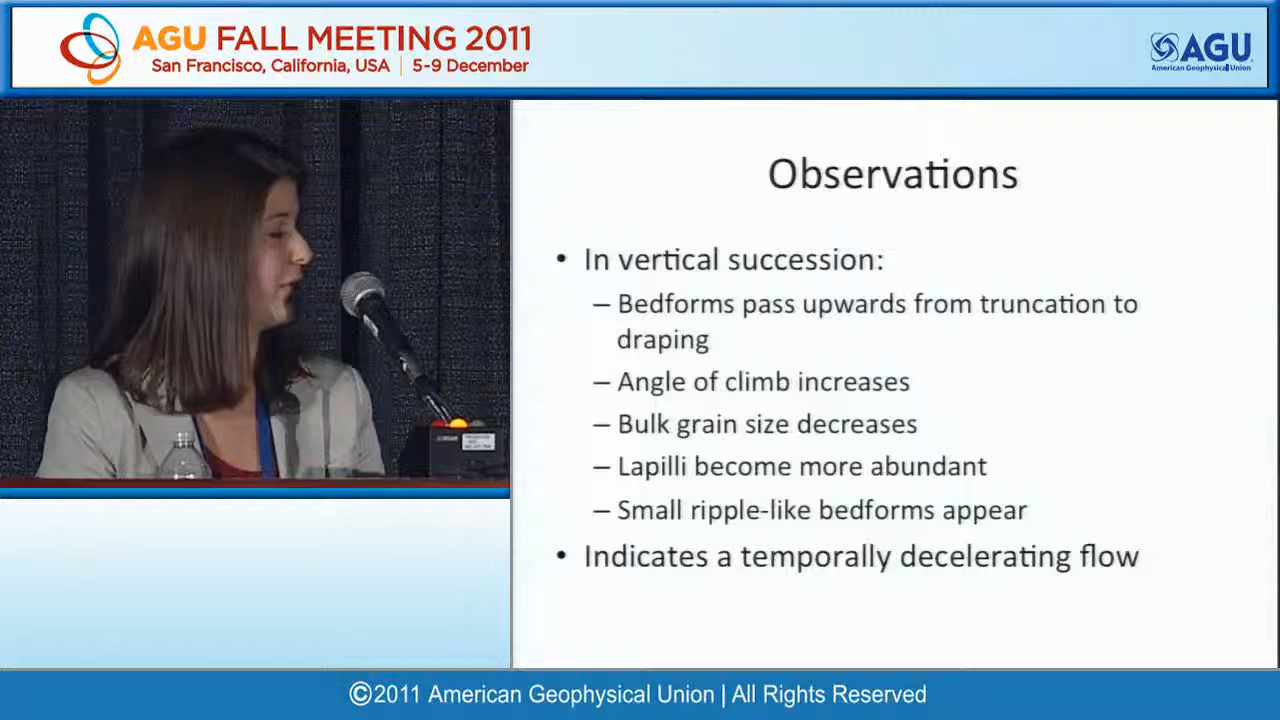 AGU FALL MEETING 2011
San Francisco, California, USA | 5-9 December
AGU
American Geophysical Union
Observations
• In vertical succession:
– Bedforms pass upwards from truncation to
draping
– Angle of climb increases
– Bulk grain size decreases
– Lapilli become more abundant
– Small ripple-like bedforms appear
• Indicates a temporally decelerating flow
©2011 American Geophysical Union | All Rights Reserved